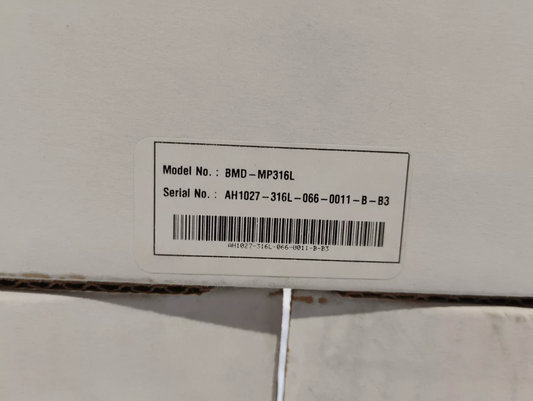 Model No. : BMD-MP316L
Serial No. : AH1027-316L-066-0011-B-B3
AH1027-316L-066-0011-B-B3